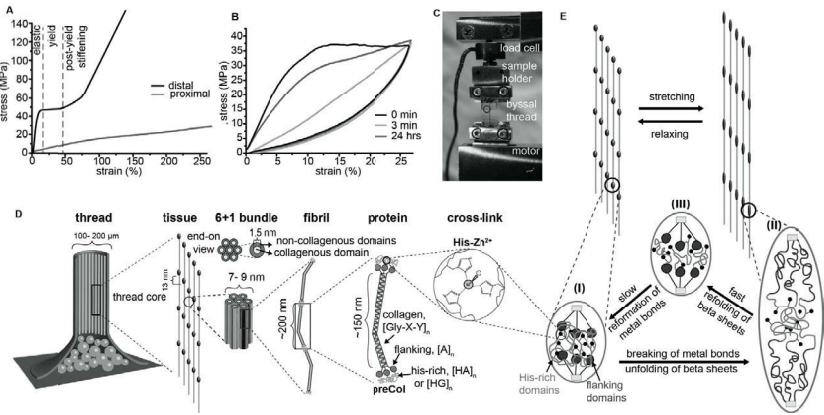 A
140
120
100
80
60
40
20
0
stress (MPa)
elastic
yield
post-yield
stiffening
distal
proximal
0 50 100 150 200 250
strain (%)
B
40
35
30
25
20
15
10
5
0
stress (MPa)
0 min
3 min
24 hrs
0 5 10 15 20 25
strain (%)
C
load cell
sample
holder
byssal
thread
motor
D
thread
100- 200 µm
thread core
tissue
13 nm
6+1 bundle
end-on
view
1.5 nm
non-collagenous domains
collagenous domain
7- 9 nm
fibril
~200 nm
protein
~150 nm
collagen,
[Gly-X-Y]n
flanking, [A]n
his-rich, [HA]n
or [HG]n
preCol
cross-link
His-Zn2+
E
stretching
relaxing
(III)
(ii)
(I)
slow
reformation of
metal bonds
fast
refolding of
beta sheets
breaking of metal bonds
unfolding of beta sheets
His-rich
domains
flanking
domains